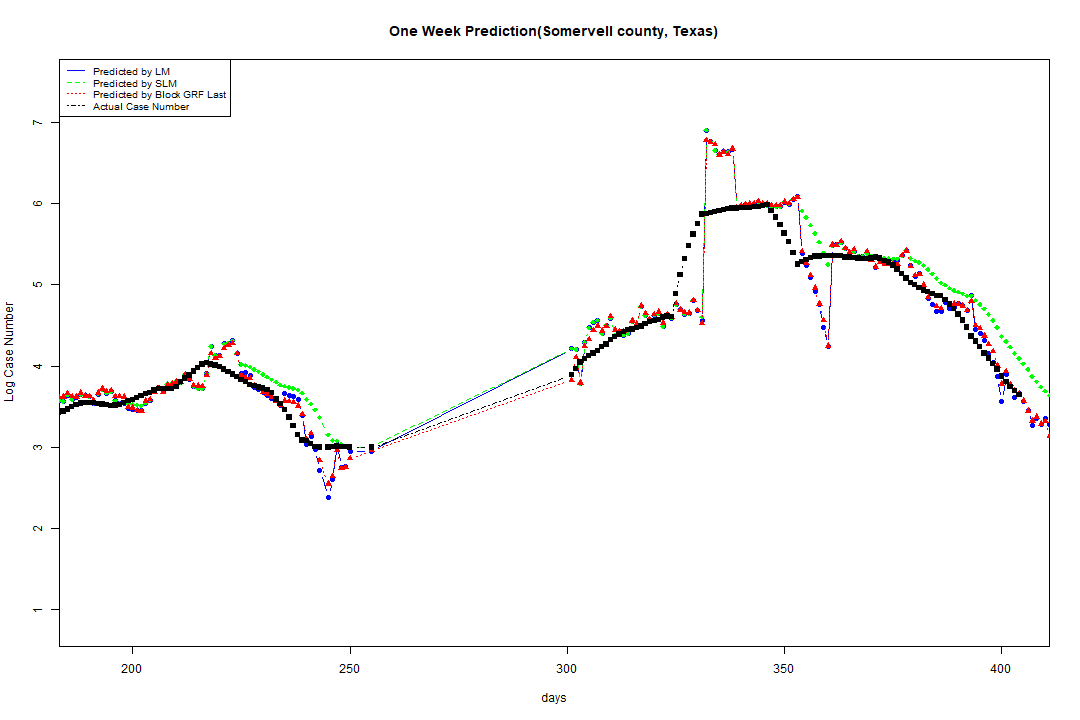 One Week Prediction(Somervell county, Texas)
Predicted by LM
Predicted by SLM
Predicted by Block GRF Last
Actual Case Number
Log Case Number
7
6
5
4
3
2
1
200
250
300
350
400
days